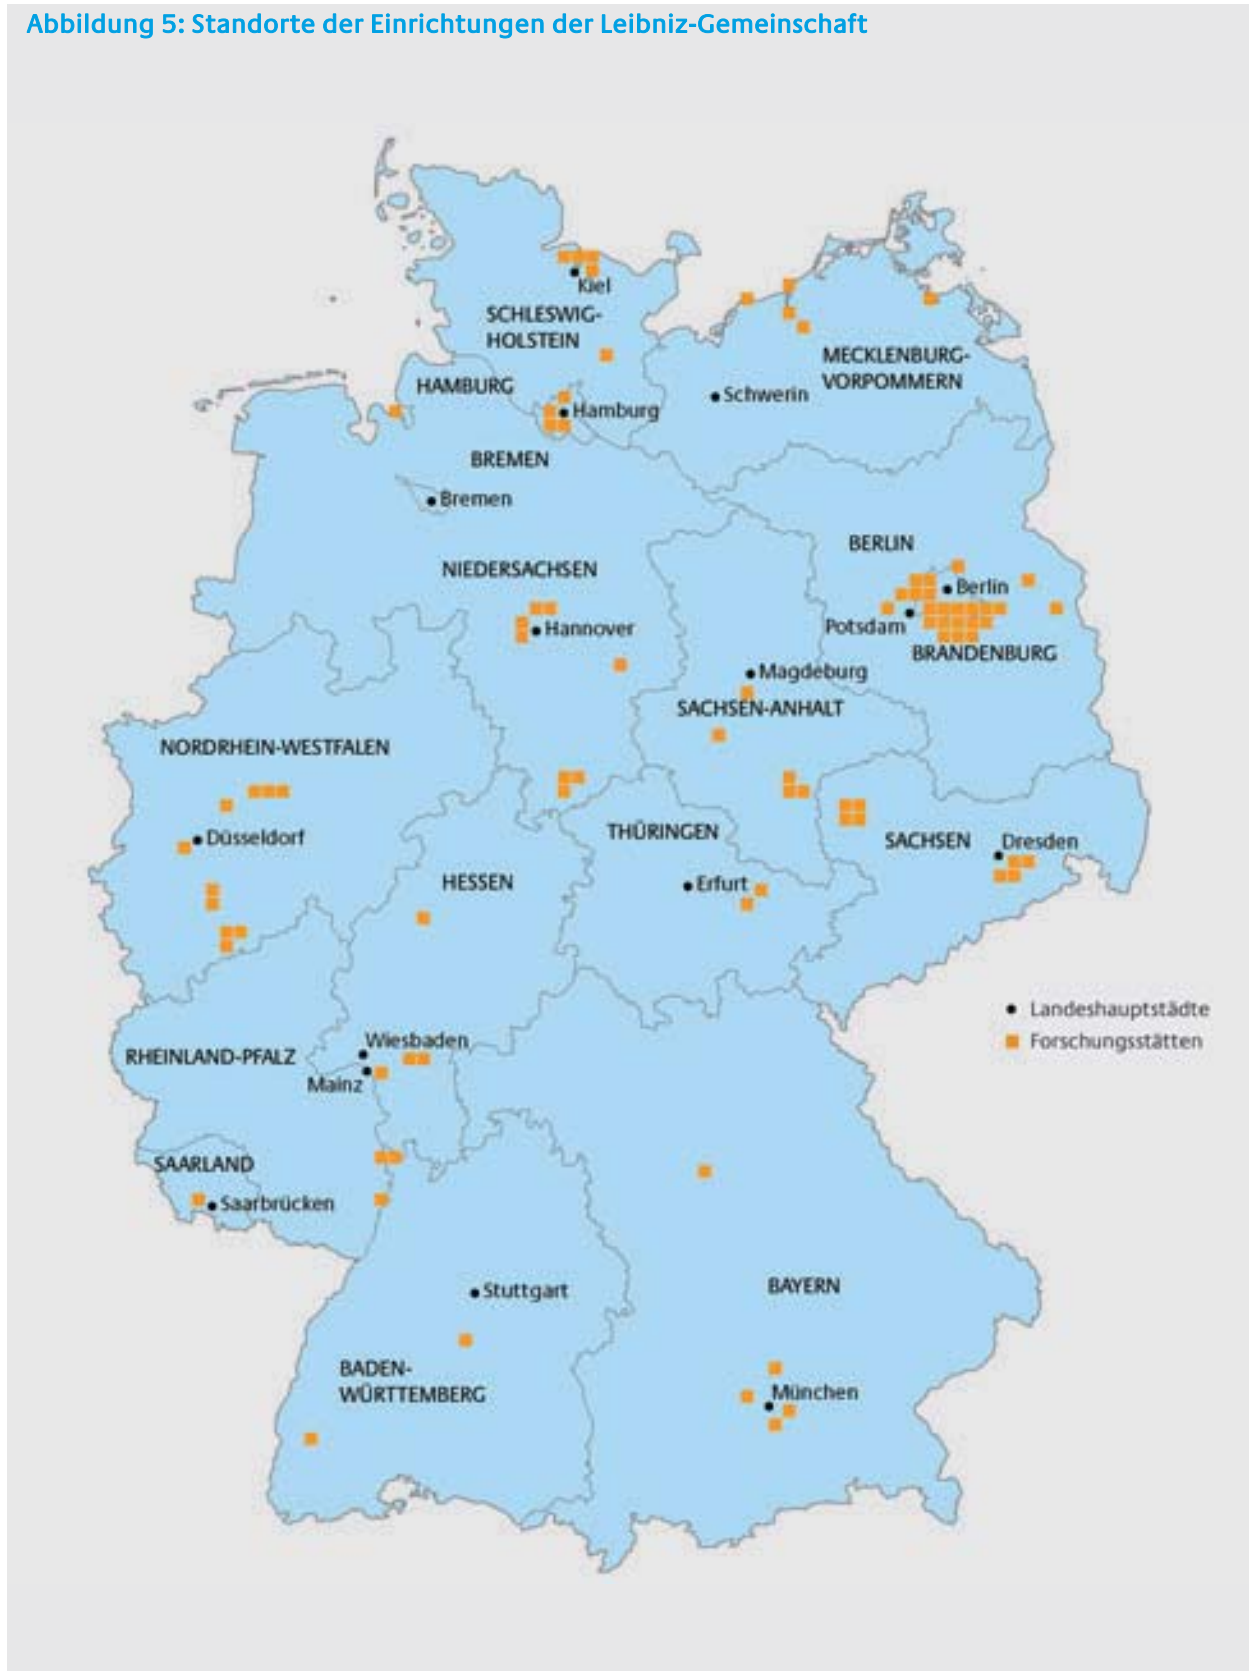 Abbildung 5: Standorte der Einrichtungen der Leibniz-Gemeinschaft
Kiel
SCHLESWIG-
HOLSTEIN
MECKLENBURG-
VORPOMMERN
HAMBURG
Schwerin
Hamburg
BREMEN
Bremen
BERLIN
NIEDERSACHSEN
Berlin
Hannover
Potsdam
BRANDENBURG
Magdeburg
SACHSEN-ANHALT
NORDRHEIN-WESTFALEN
Düsseldorf
THÜRINGEN
SACHSEN
Dresden
HESSEN
Erfurt
Landeshauptstädte
Forschungsstätten
Wiesbaden
RHEINLAND-PFALZ
Mainz
SAARLAND
Saarbrücken
Stuttgart
BAYERN
BADEN-
WÜRTTEMBERG
München